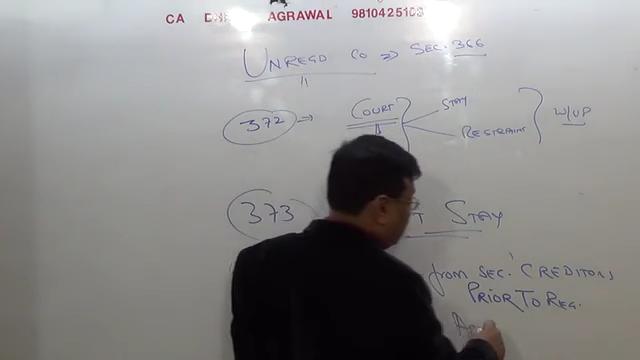 CA AGRAWAL 9810425103
UNREGD CO => SEC. 366
372 => COURT STAY
RESTRAINT W/UP
373 STAY
from SEC. CREDITORS
PRIOR TO REG.